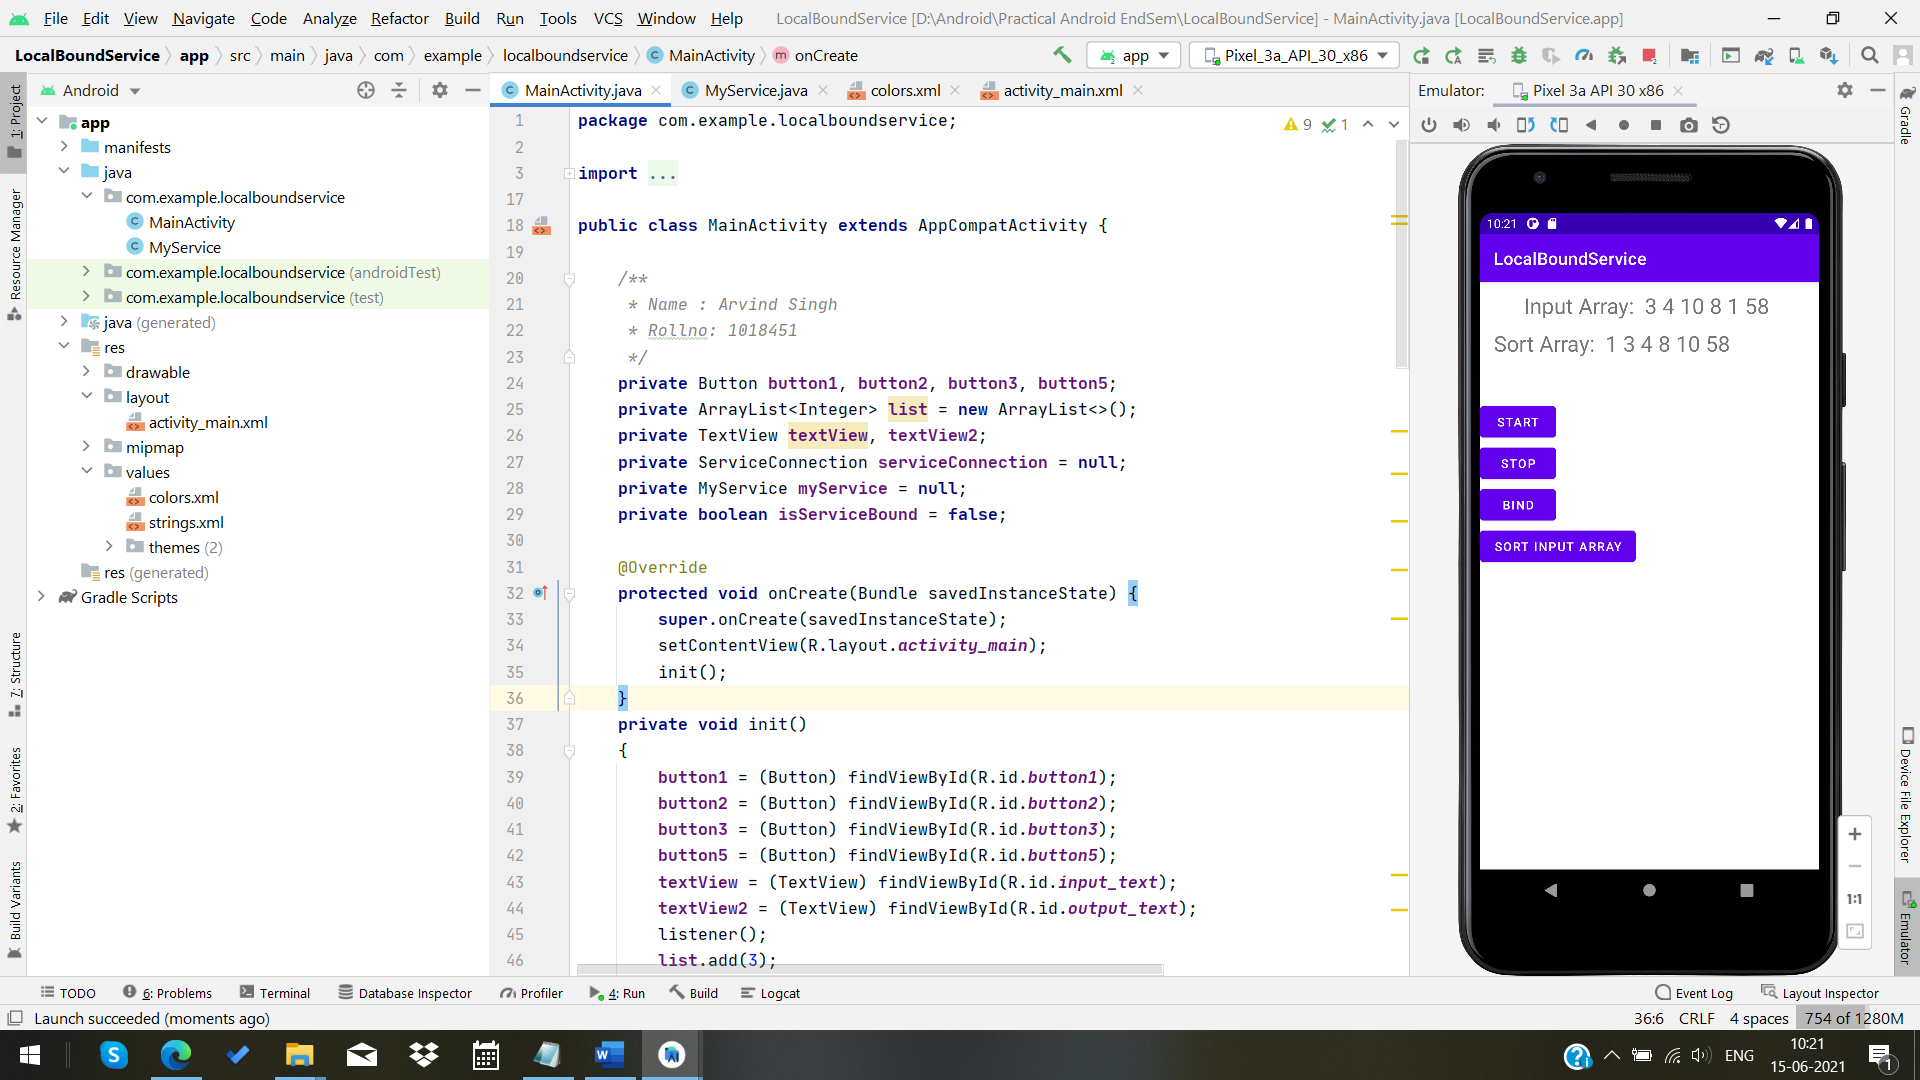 File Edit View Navigate Code Analyze Refactor Build Run Tools VCS Window Help LocalBoundService [D:\Android\Practical Android EndSem\LocalBoundService] - MainActivity.java [LocalBoundService.app]
LocalBoundService app src main java com example localboundservice MainActivity onCreate app Pixel_3a_API_30_x86
Android MainActivity.java MyService.java colors.xml activity_main.xml Emulator: Pixel 3a API 30 x86
1: Project
Resource Manager
7: Structure
2: Favorites
Build Variants
app
manifests
java
com.example.localboundservice
MainActivity
MyService
com.example.localboundservice (androidTest)
com.example.localboundservice (test)
java (generated)
res
drawable
layout
activity_main.xml
mipmap
values
colors.xml
strings.xml
themes (2)
res (generated)
Gradle Scripts
9 1
1 package com.example.localboundservice;
2
3 import ...
17
18 public class MainActivity extends AppCompatActivity {
19
20 /**
21 * Name : Arvind Singh
22 * Rollno: 1018451
23 */
24 private Button button1, button2, button3, button5;
25 private ArrayList<Integer> list = new ArrayList<>();
26 private TextView textView, textView2;
27 private ServiceConnection serviceConnection = null;
28 private MyService myService = null;
29 private boolean isServiceBound = false;
30
31 @Override
32 protected void onCreate(Bundle savedInstanceState) {
33 super.onCreate(savedInstanceState);
34 setContentView(R.layout.activity_main);
35 init();
36 }
37 private void init()
38 {
39 button1 = (Button) findViewById(R.id.button1);
40 button2 = (Button) findViewById(R.id.button2);
41 button3 = (Button) findViewById(R.id.button3);
42 button5 = (Button) findViewById(R.id.button5);
43 textView = (TextView) findViewById(R.id.input_text);
44 textView2 = (TextView) findViewById(R.id.output_text);
45 listener();
46 list.add(3);
10:21
LocalBoundService
Input Array: 3 4 10 8 1 58
Sort Array: 1 3 4 8 10 58
START
STOP
BIND
SORT INPUT ARRAY
1:1
Gradle
Device File Explorer
Emulator
TODO 6: Problems Terminal Database Inspector Profiler 4: Run Build Logcat Event Log Layout Inspector
Launch succeeded (moments ago) 36:6 CRLF 4 spaces 754 of 1280M
ENG 10:21
15-06-2021
1